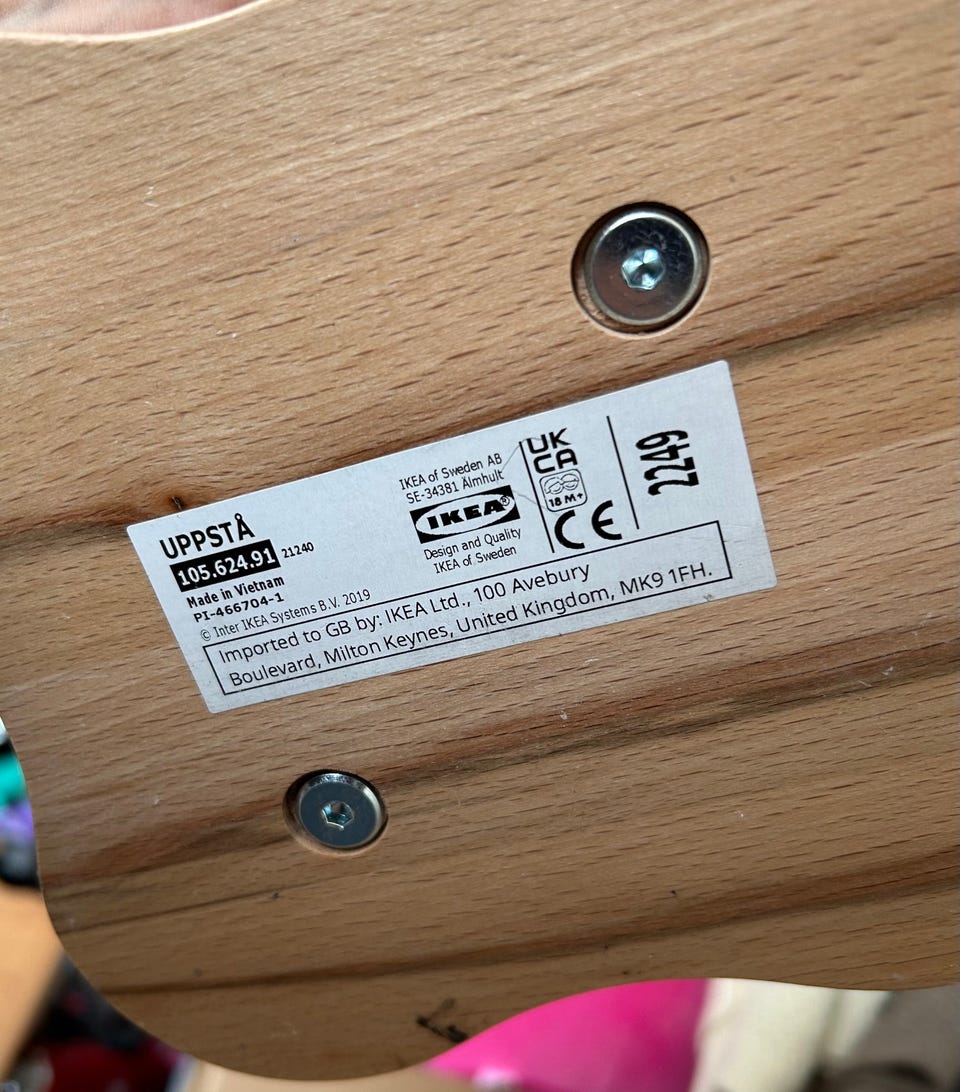 UPPSTÅ
105.624.91 21240
Made in Vietnam
PI-466704-1
© Inter IKEA Systems B.V. 2019
IKEA of Sweden AB
SE-34381 Älmhult
IKEA®
Design and Quality
IKEA of Sweden
UK
CA
18 M+
CE
2249
Imported to GB by: IKEA Ltd., 100 Avebury
Boulevard, Milton Keynes, United Kingdom, MK9 1FH.